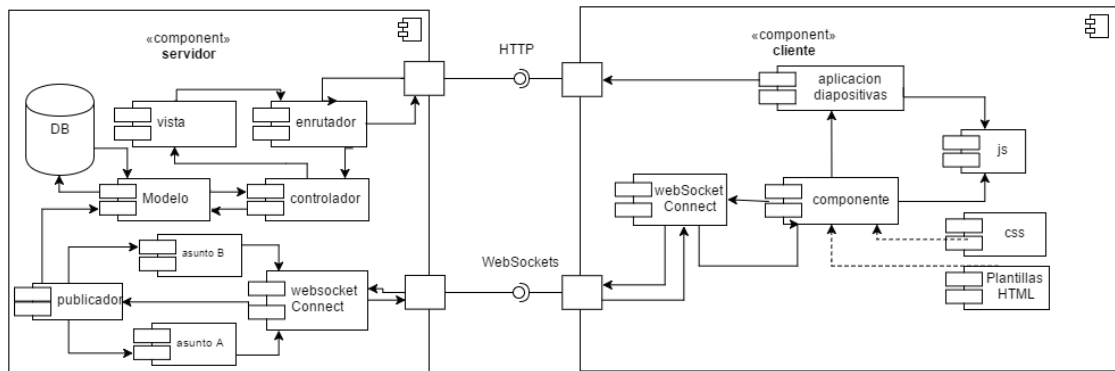 «component»
servidor
DB
vista
enrutador
Modelo
controlador
asunto B
publicador
websocket
Connect
asunto A
HTTP
WebSockets
«component»
cliente
aplicacion
diapositivas
js
webSocket
Connect
componente
css
Plantillas
HTML